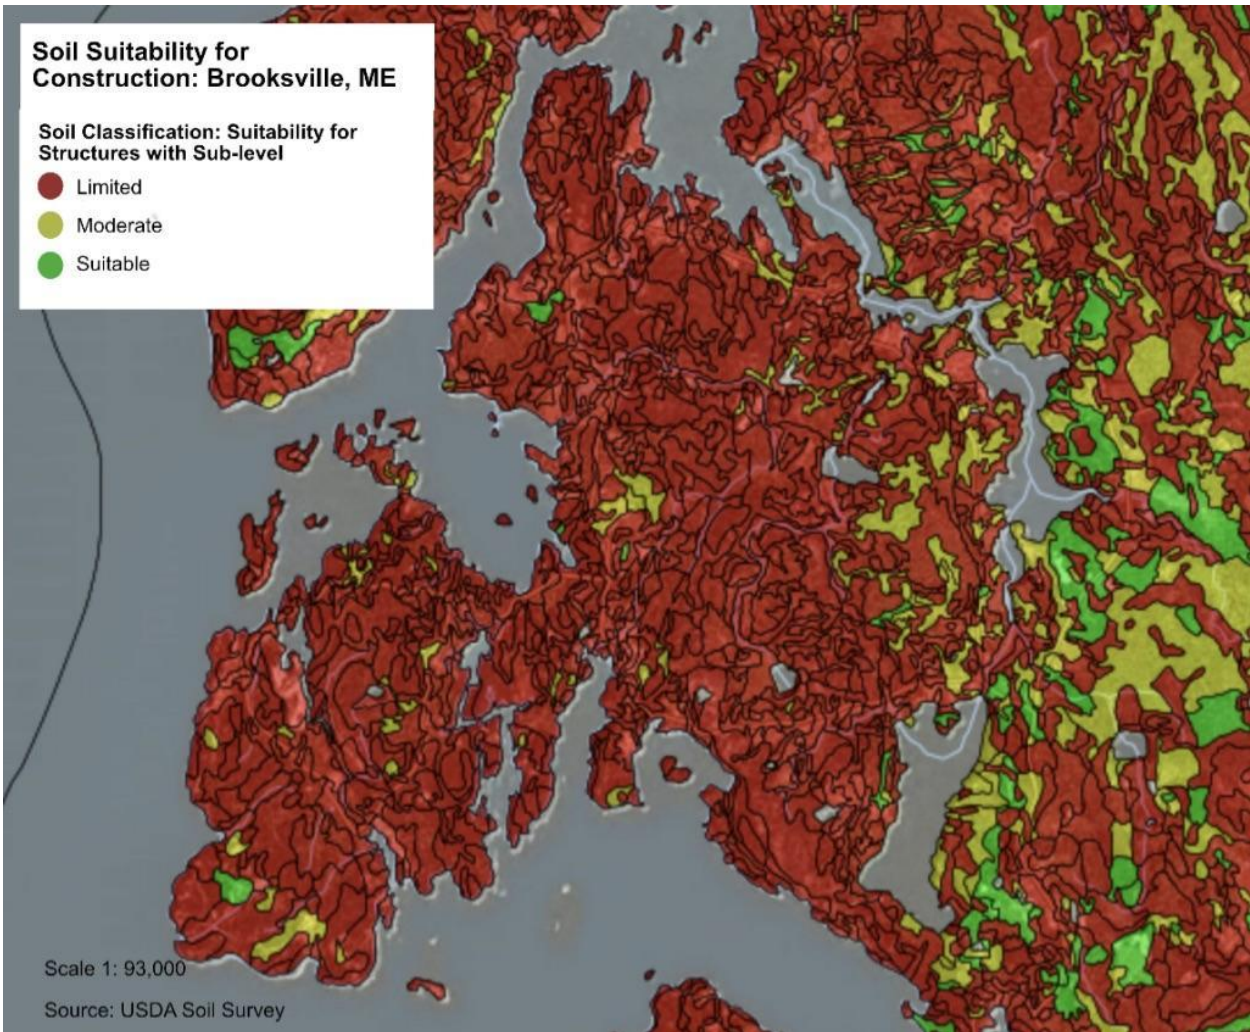 Soil Suitability for
Construction: Brooksville, ME
Soil Classification: Suitability for
Structures with Sub-level
Limited
Moderate
Suitable
Scale 1: 93,000
Source: USDA Soil Survey